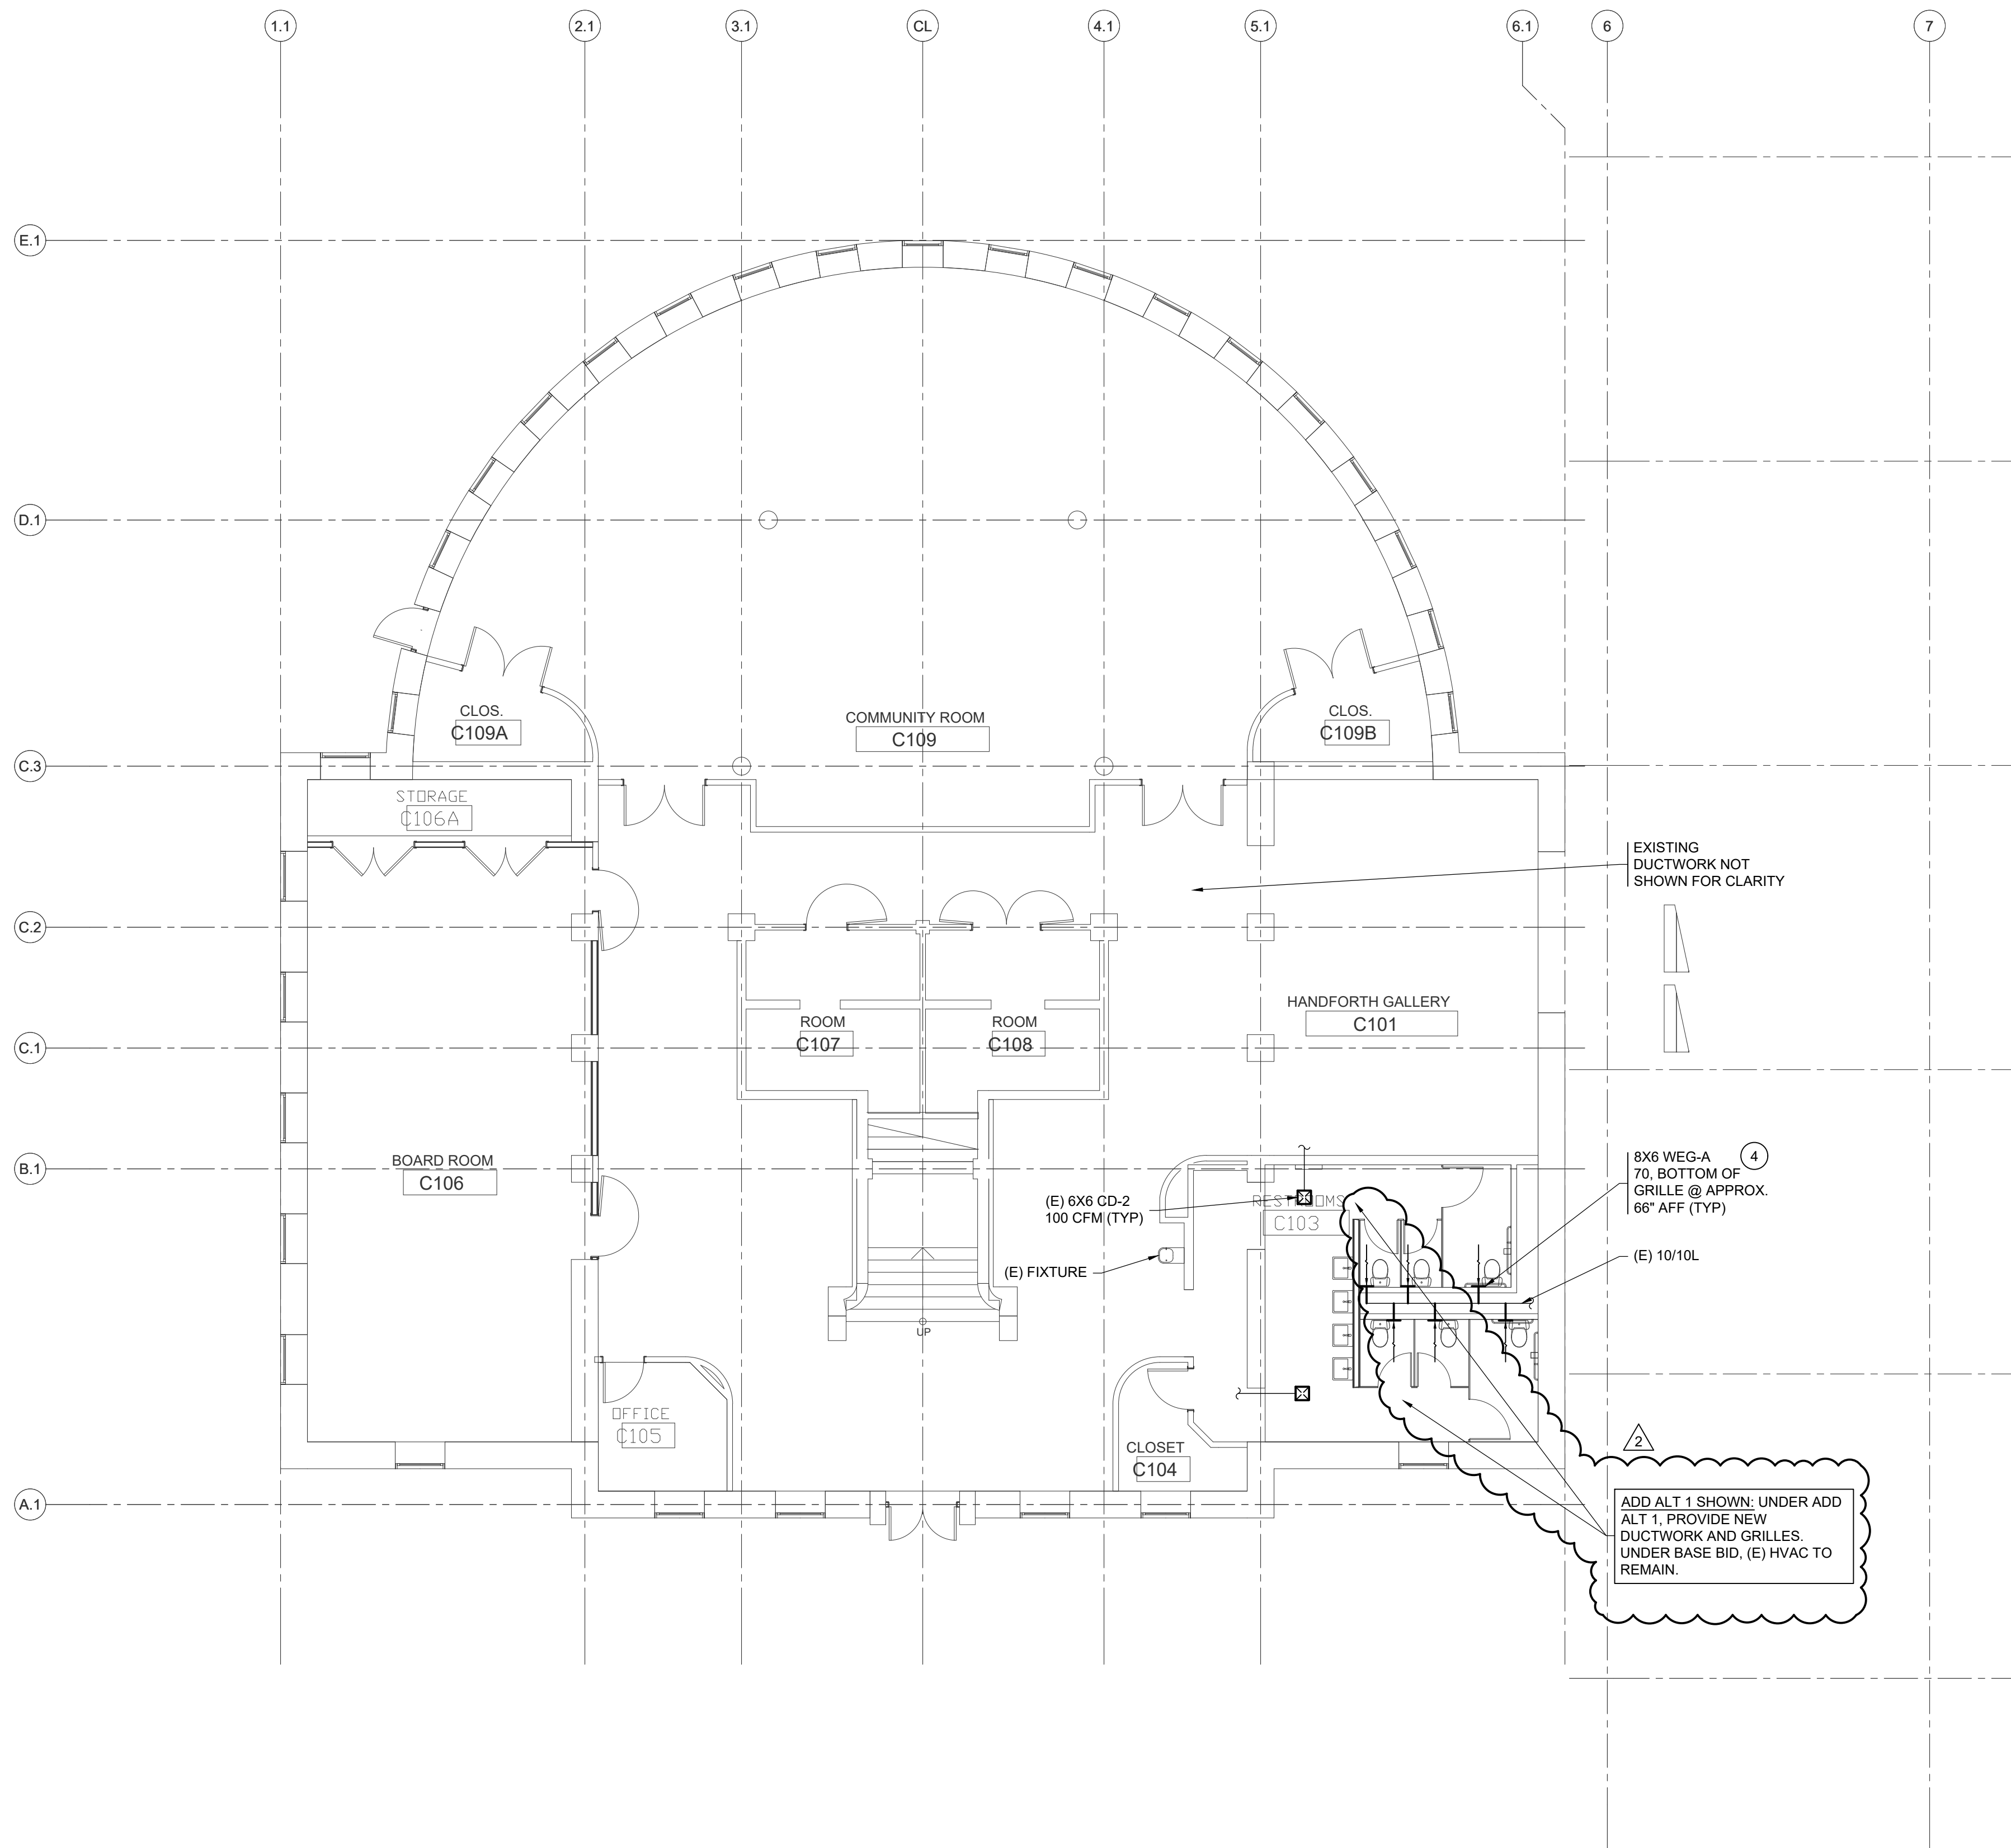 1.1
2.1
3.1
CL
4.1
5.1
6.1
6
7
E.1
D.1
CLOS.
C109A
COMMUNITY ROOM
C109
CLOS.
C109B
C.3
STORAGE
C106A
EXISTING
DUCTWORK NOT
SHOWN FOR CLARITY
C.2
HANDFORTH GALLERY
C101
ROOM
C107
ROOM
C108
C.1
BOARD ROOM
C106
B.1
8X6 WEG-A
4
70, BOTTOM OF
GRILLE @ APPROX.
66" AFF (TYP)
(E) 6X6 CD-2
100 CFM (TYP)
RESTROOMS
C103
(E) FIXTURE
(E) 10/10L
UP
OFFICE
C105
CLOSET
C104
2
A.1
ADD ALT 1 SHOWN: UNDER ADD
ALT 1, PROVIDE NEW
DUCTWORK AND GRILLES.
UNDER BASE BID, (E) HVAC TO
REMAIN.